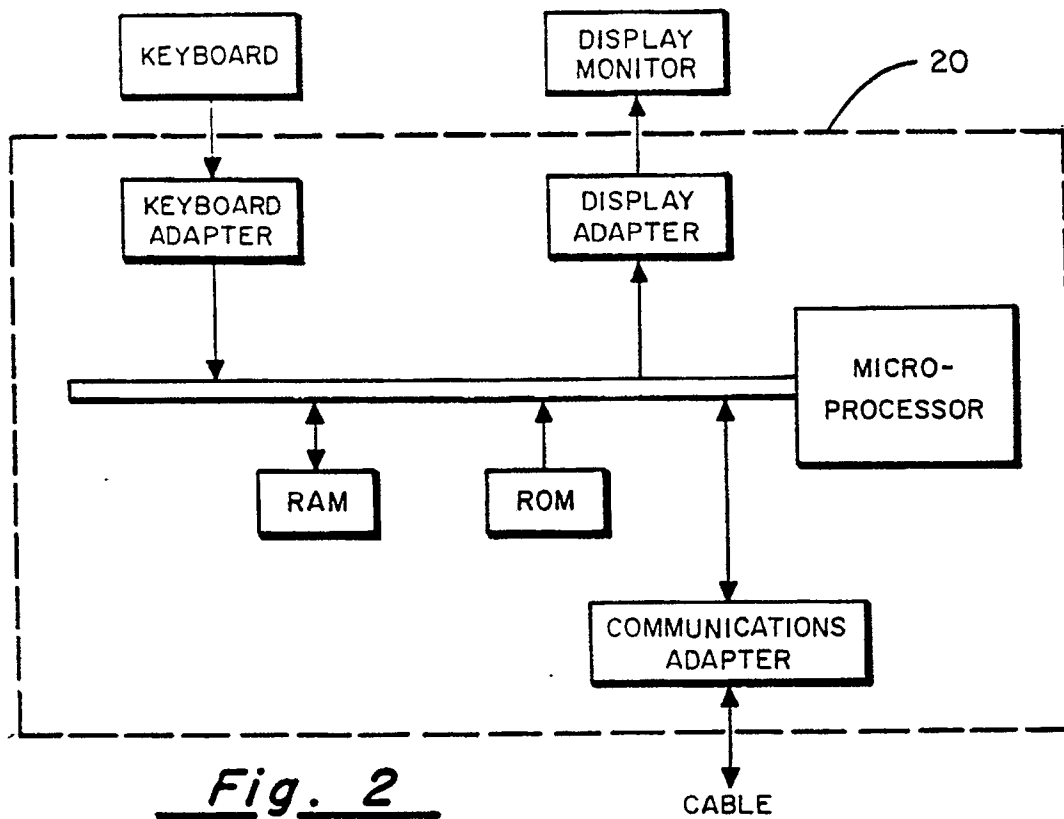 KEYBOARD
DISPLAY
MONITOR
20
KEYBOARD
ADAPTER
DISPLAY
ADAPTER
MICRO-
PROCESSOR
RAM
ROM
COMMUNICATIONS
ADAPTER
Fig. 2
CABLE